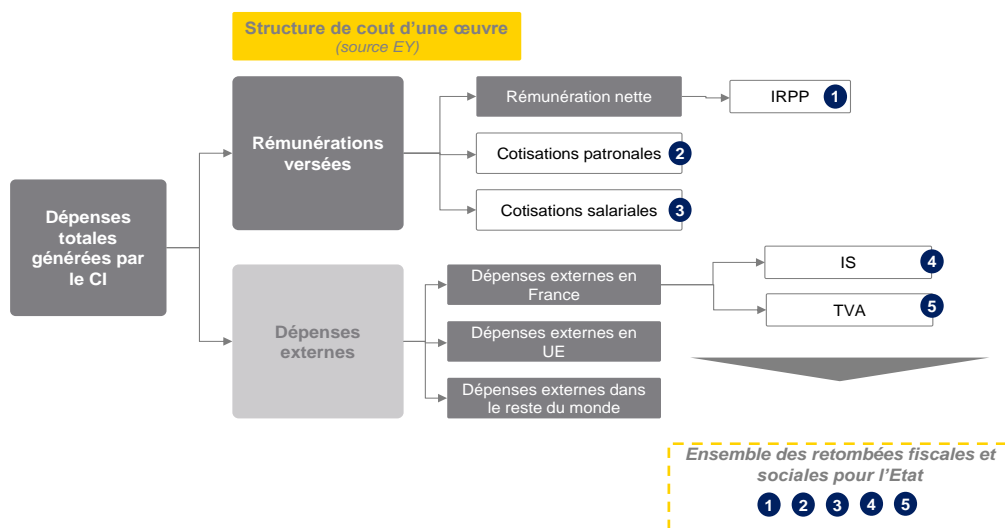 Structure de cout d'une œuvre
(source EY)
Rémunération nette
IRPP
1
Rémunérations
versées
Cotisations patronales
2
Cotisations salariales
3
Dépenses
totales
générées par
le CI
Dépenses externes en
France
IS
4
TVA
5
Dépenses
externes
Dépenses externes en
UE
Dépenses externes dans
le reste du monde
Ensemble des retombées fiscales et
sociales pour l'Etat
1 2 3 4 5